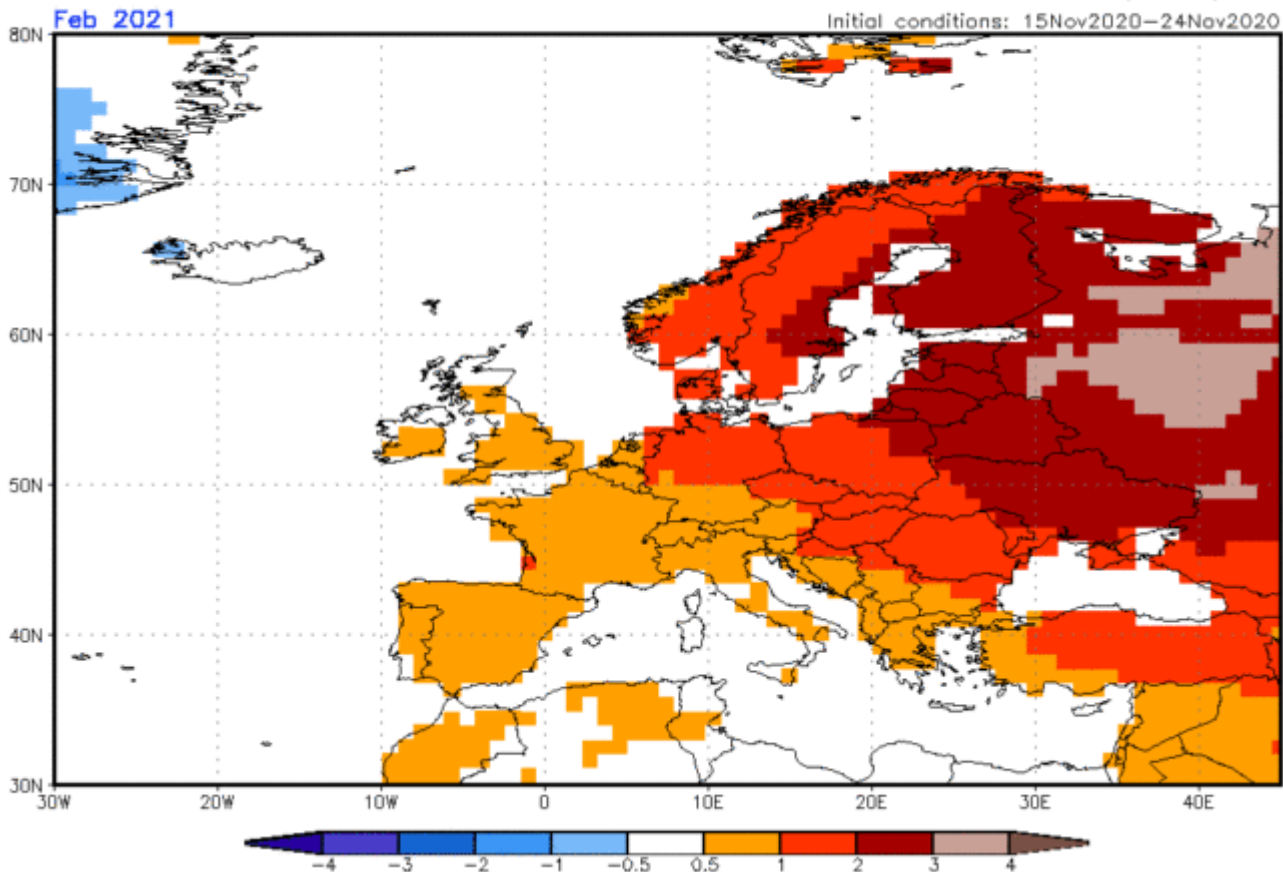 Feb 2021
Initial conditions: 15Nov2020–24Nov2020
80N
70N
60N
50N
40N
30N
30W 20W 10W 0 10E 20E 30E 40E
-4 -3 -2 -1 -0.5 0.5 1 2 3 4